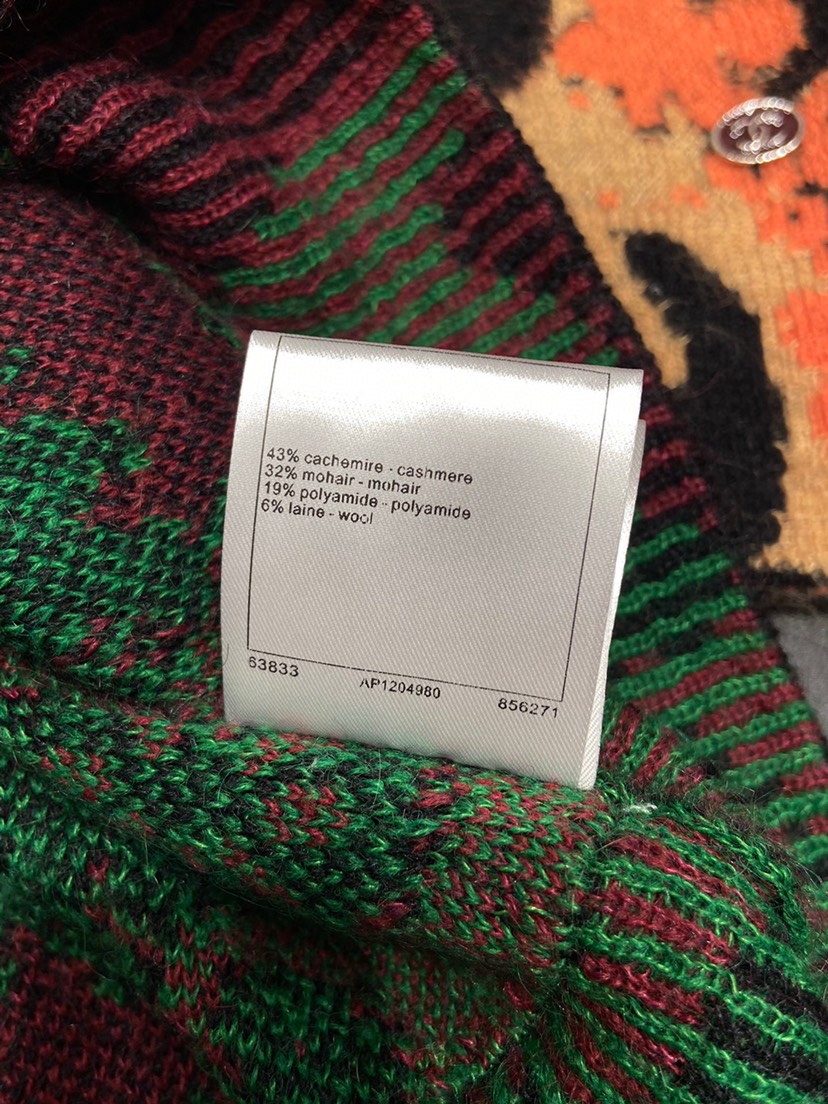 43% cachemire - cashmere
32% mohair - mohair
19% polyamide - polyamide
6% laine - wool
63833 AP1204980 856271